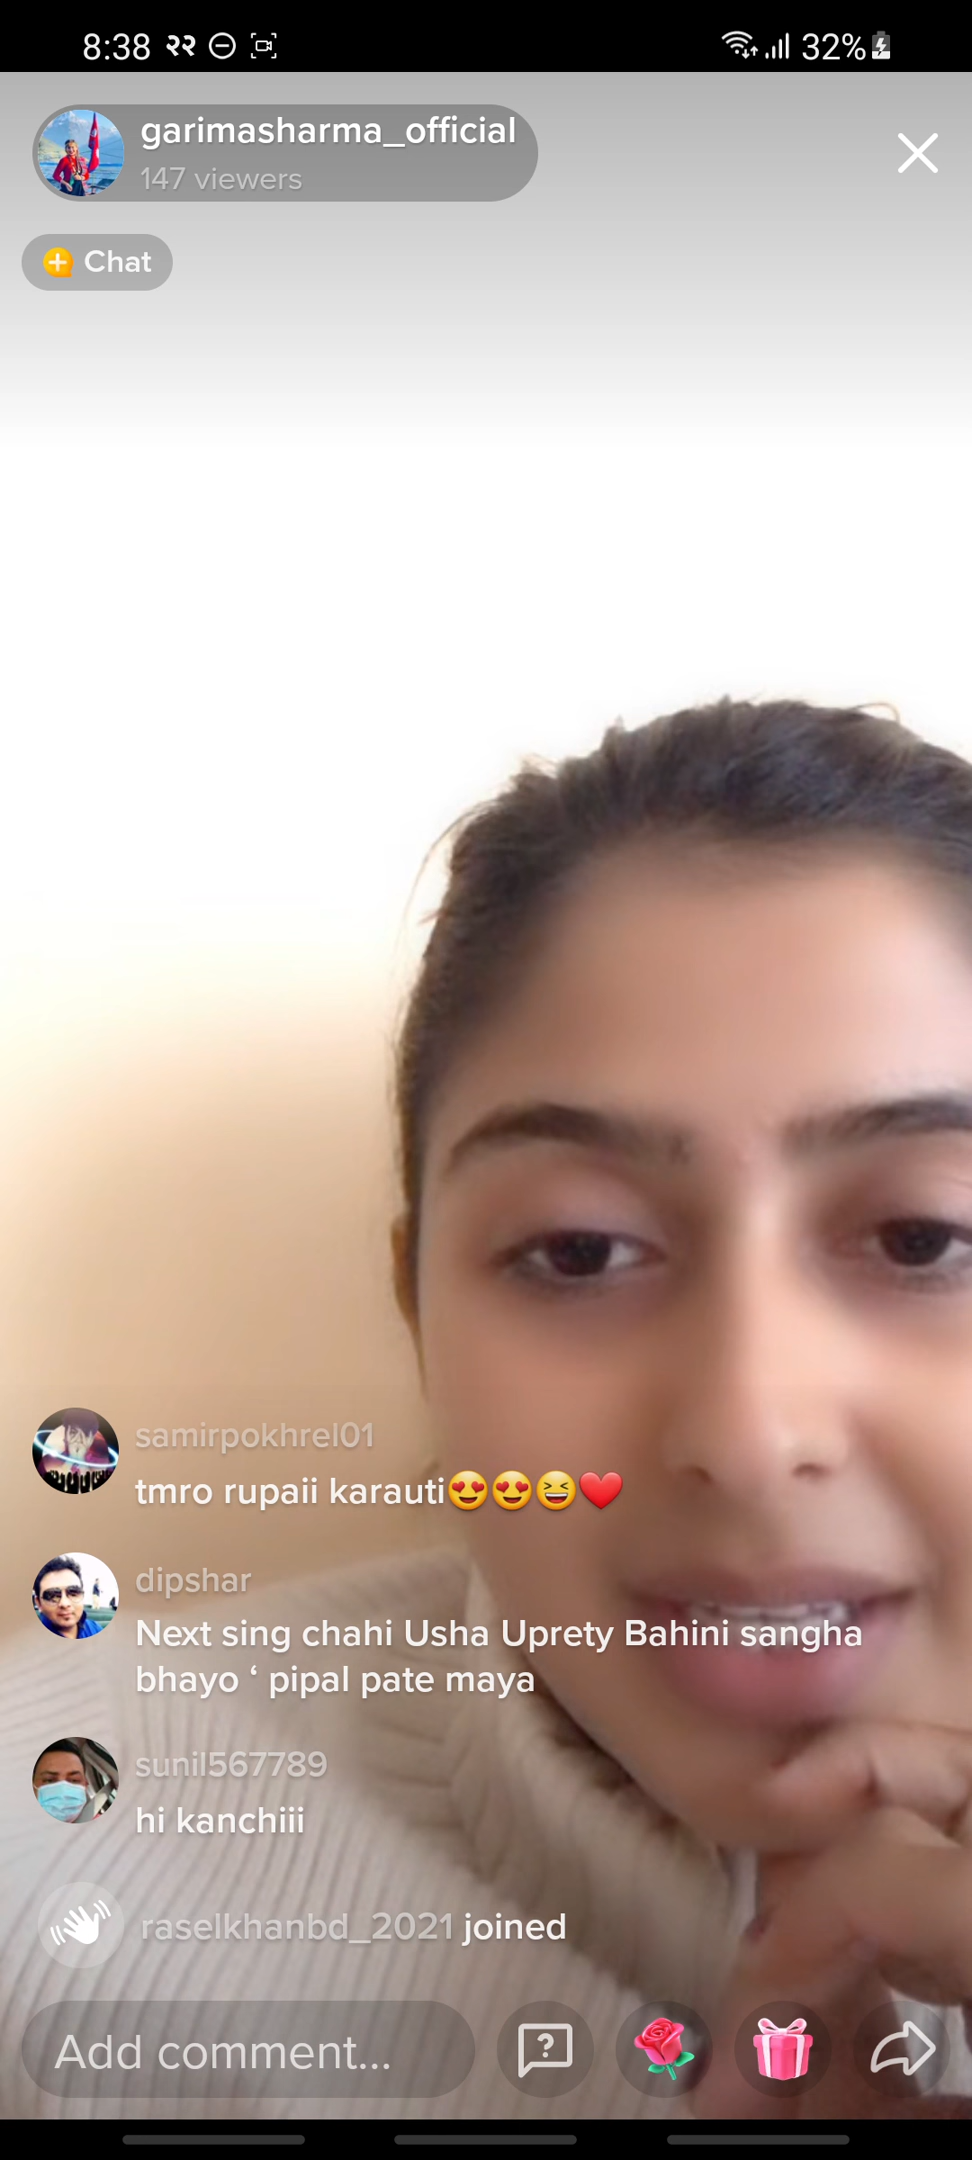 8:38 २२
32%
garimasharma_official
147 viewers
Chat
samirpokhrel01
tmro rupaii karauti😍😍😆❤️
dipshar
Next sing chahi Usha Uprety Bahini sangha
bhayo ‘ pipal pate maya
sunil567789
hi kanchiii
raselkhanbd_2021 joined
Add comment...